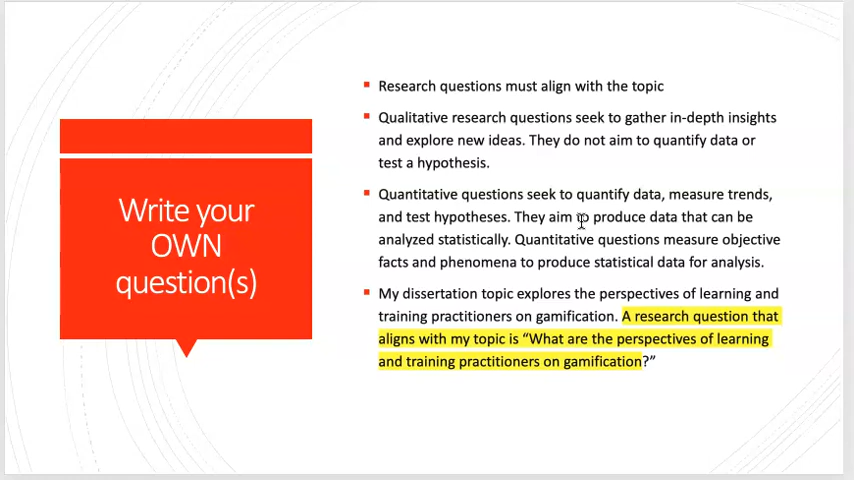 Write your
OWN
question(s)
Research questions must align with the topic
Qualitative research questions seek to gather in-depth insights
and explore new ideas. They do not aim to quantify data or
test a hypothesis.
Quantitative questions seek to quantify data, measure trends,
and test hypotheses. They aim to produce data that can be
analyzed statistically. Quantitative questions measure objective
facts and phenomena to produce statistical data for analysis.
My dissertation topic explores the perspectives of learning and
training practitioners on gamification. A research question that
aligns with my topic is “What are the perspectives of learning
and training practitioners on gamification?”